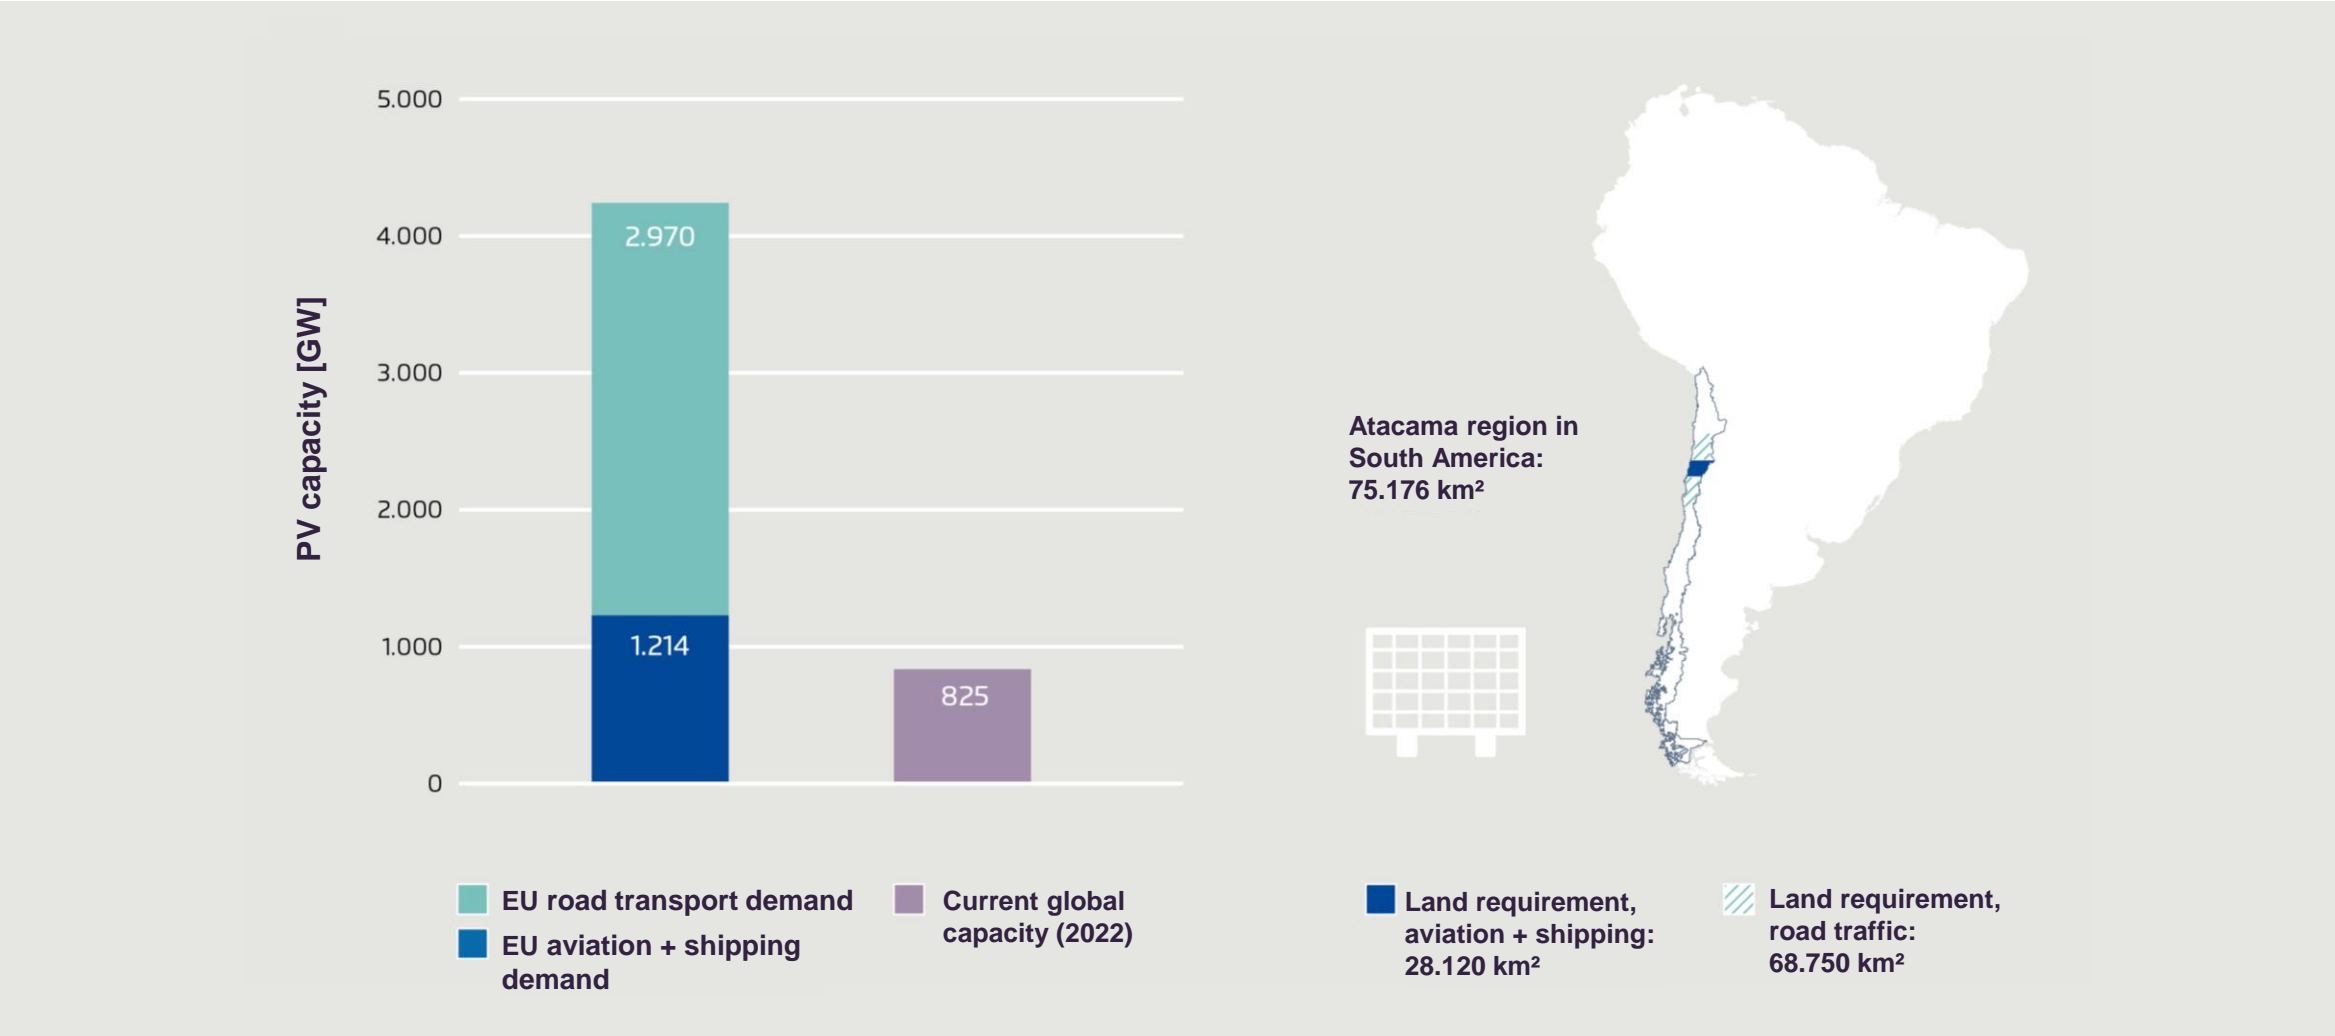 PV capacity [GW]
5.000
4.000
3.000
2.000
1.000
0
2.970
1.214
825
EU road transport demand
EU aviation + shipping
demand
Current global
capacity (2022)
Atacama region in
South America:
75.176 km²
Land requirement,
aviation + shipping:
28.120 km²
Land requirement,
road traffic:
68.750 km²